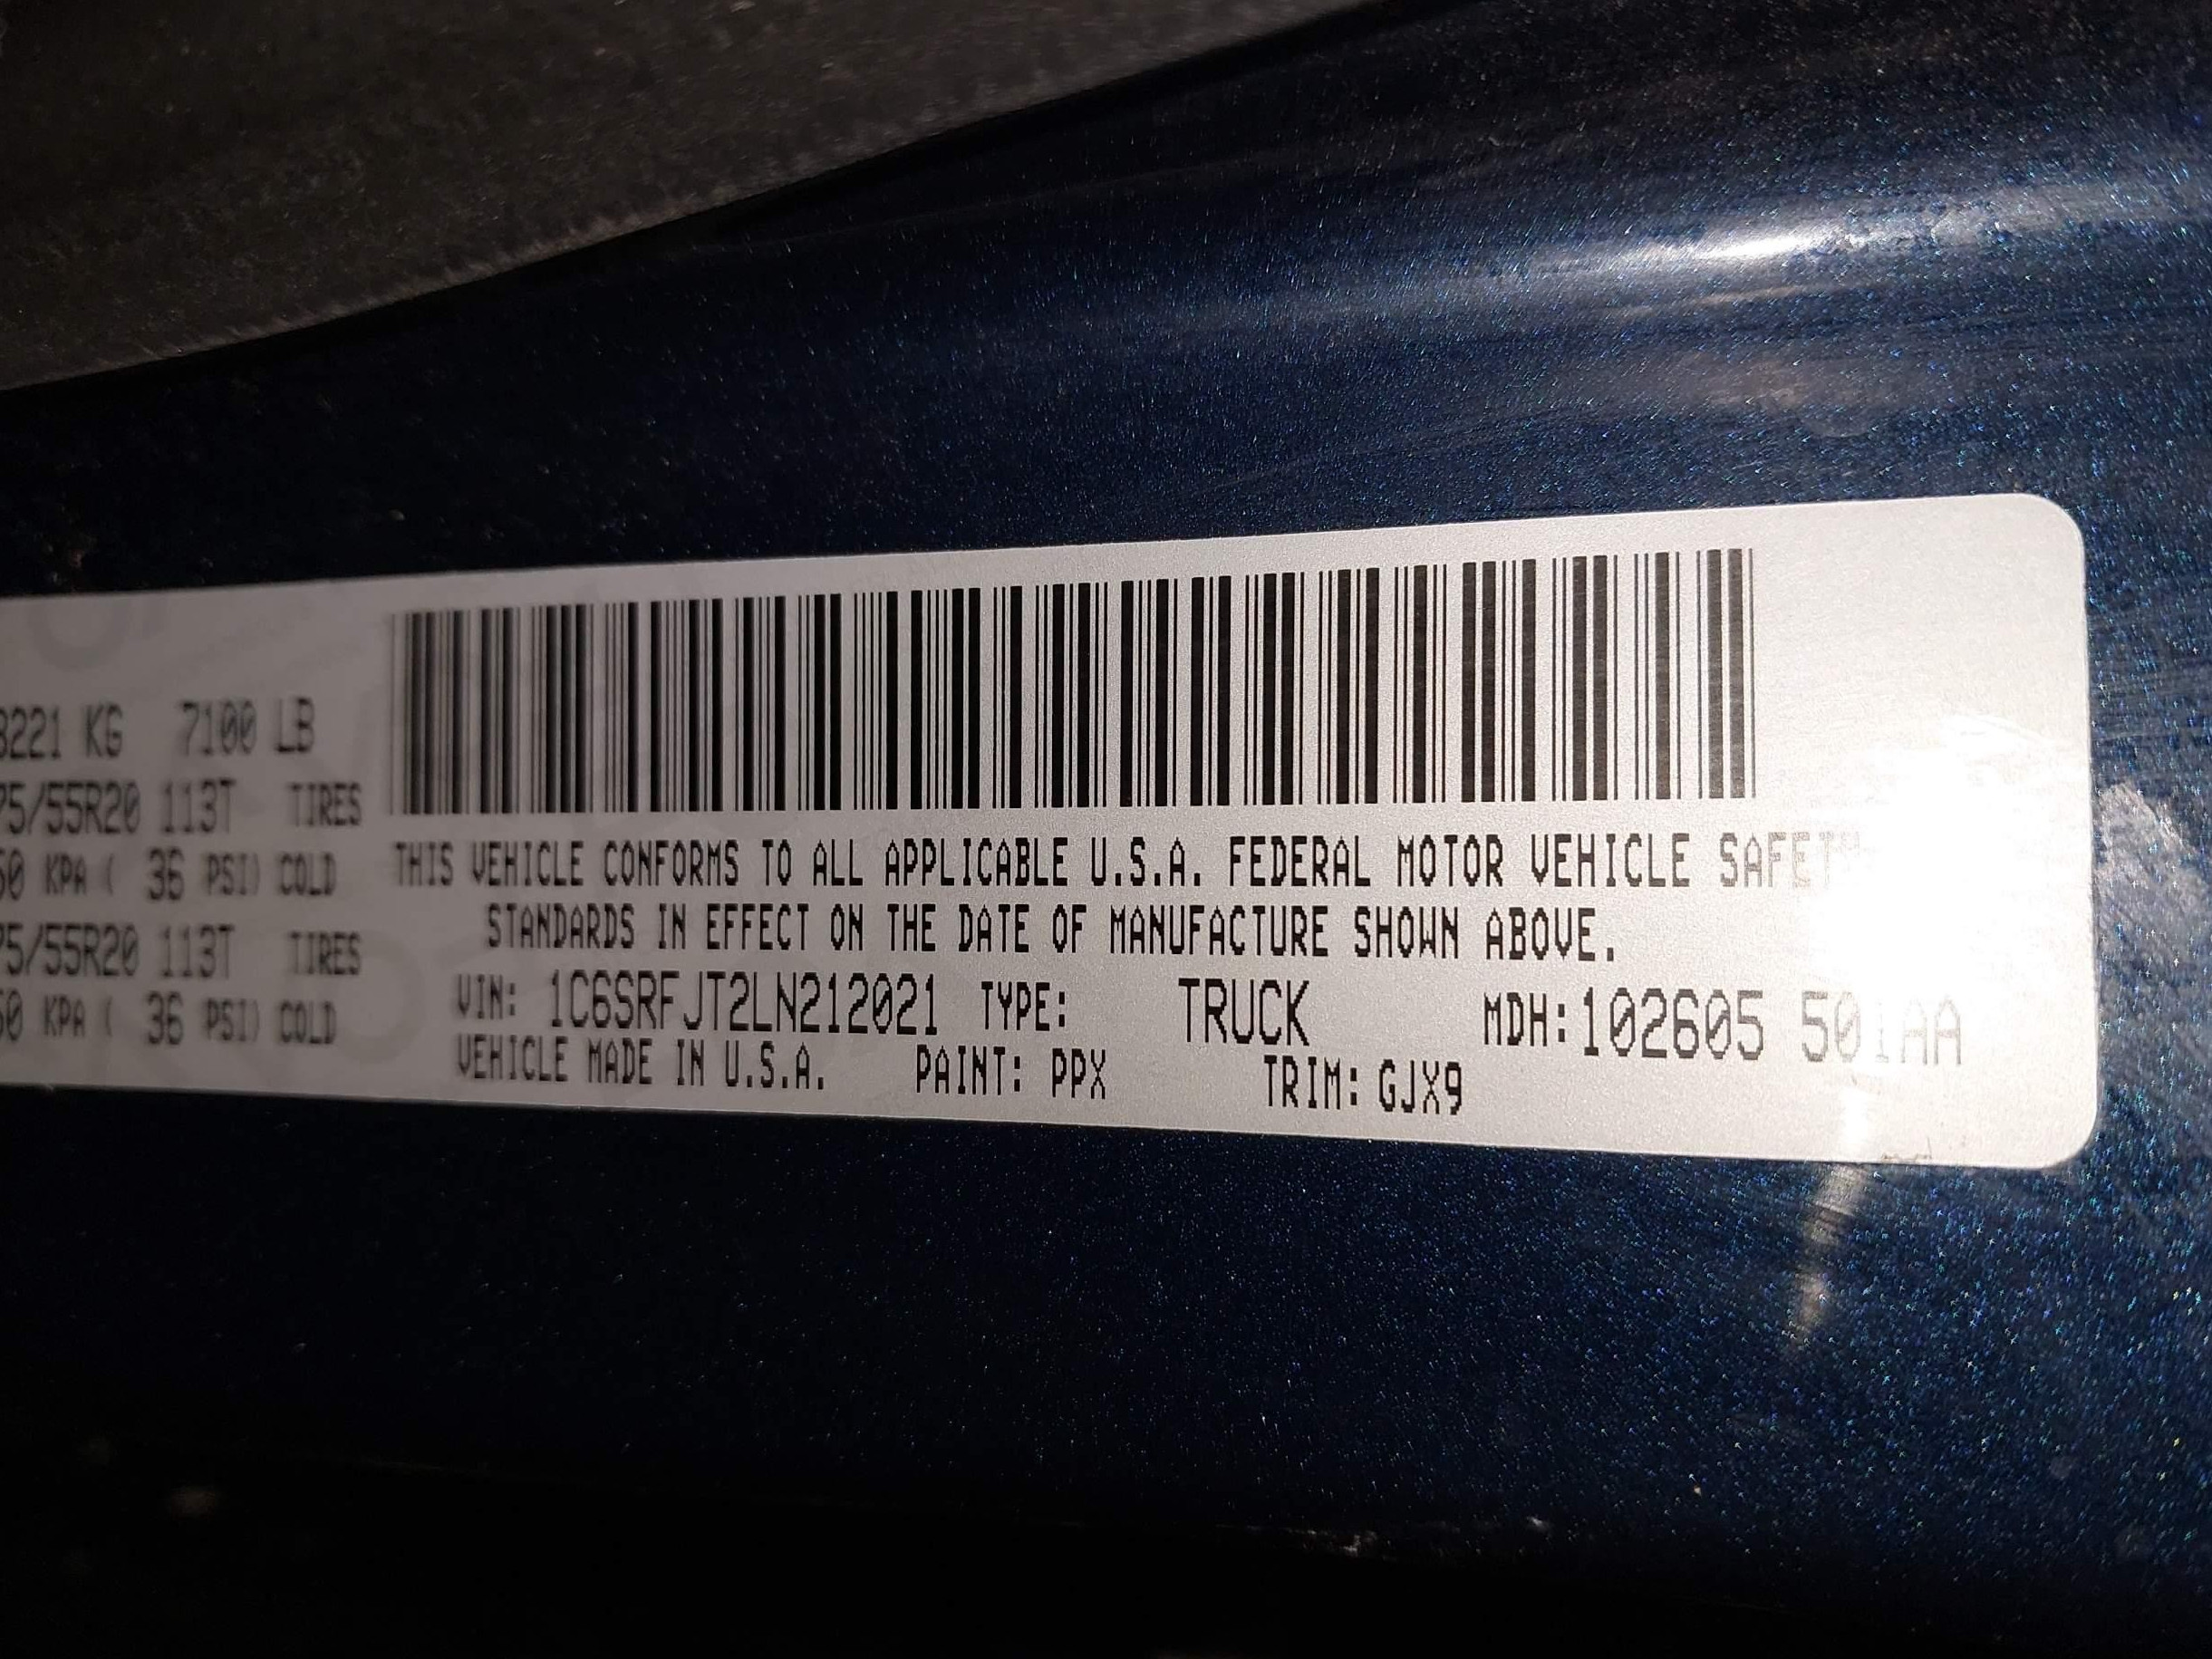 3221 KG 7100 LB
75/55R20 113T TIRES
50 KPA ( 36 PSI) COLD
75/55R20 113T TIRES
50 KPA ( 36 PSI) COLD
THIS VEHICLE CONFORMS TO ALL APPLICABLE U.S.A. FEDERAL MOTOR VEHICLE SAFETY
STANDARDS IN EFFECT ON THE DATE OF MANUFACTURE SHOWN ABOVE.
VIN: 1C6SRFJT2LN212021 TYPE: TRUCK MDH:102605 501AA
VEHICLE MADE IN U.S.A. PAINT: PPX TRIM: GJX9